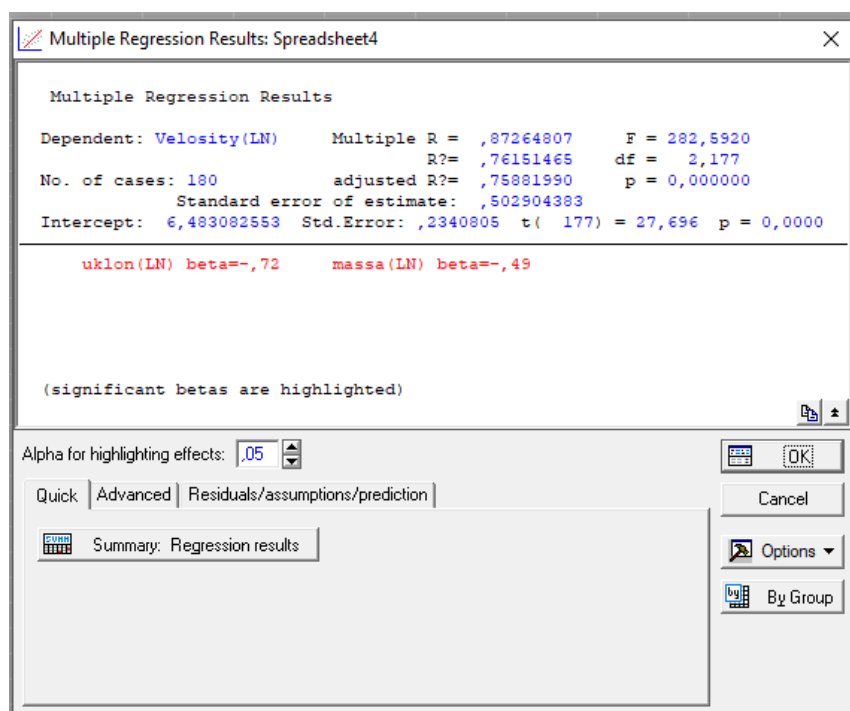 Multiple Regression Results: Spreadsheet4
Multiple Regression Results
Dependent: Velosity(LN) Multiple R = ,87264807 F = 282,5920
R?= ,76151465 df = 2,177
No. of cases: 180 adjusted R?= ,75881990 p = 0,000000
Standard error of estimate: ,502904383
Intercept: 6,483082553 Std.Error: ,2340805 t( 177) = 27,696 p = 0,0000
uklon(LN) beta=-,72 massa(LN) beta=-,49
(significant betas are highlighted)
Alpha for highlighting effects: ,05
OK
Quick Advanced Residuals/assumptions/prediction
Cancel
Summary: Regression results
Options
By Group